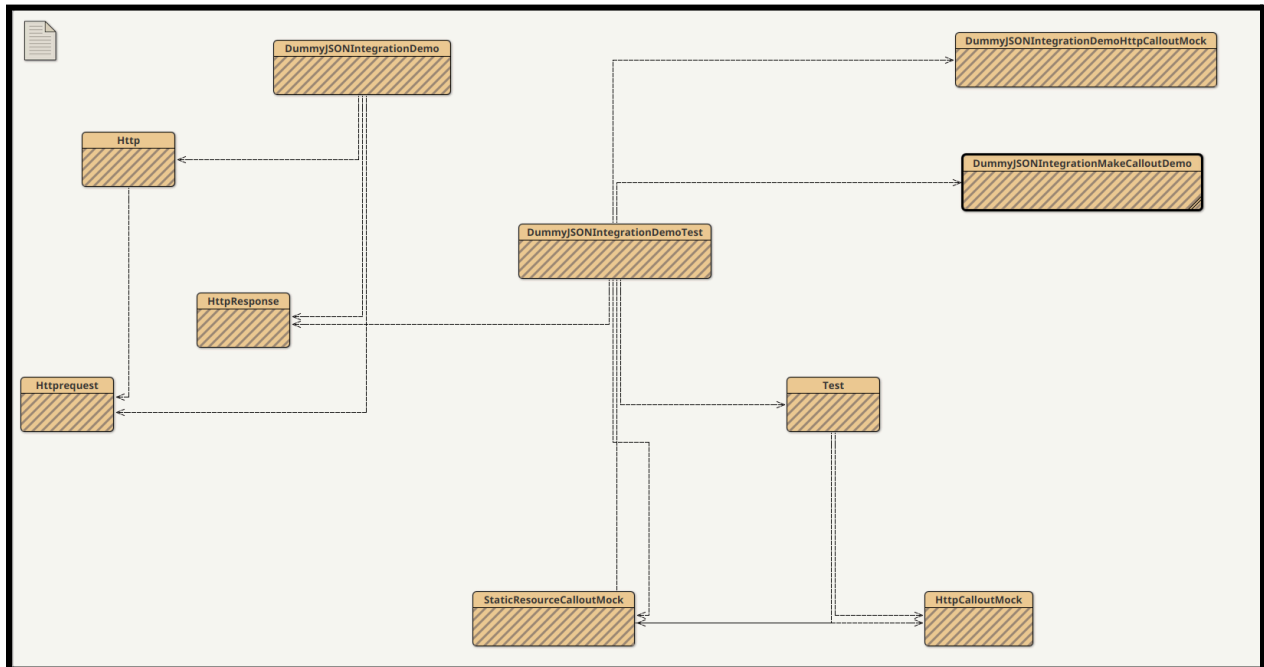 DummyJSONIntegrationDemo
DummyJSONIntegrationDemoHttpCalloutMock
Http
DummyJSONIntegrationMakeCalloutDemo
DummyJSONIntegrationDemoTest
HttpResponse
Httprequest
Test
StaticResourceCalloutMock
HttpCalloutMock